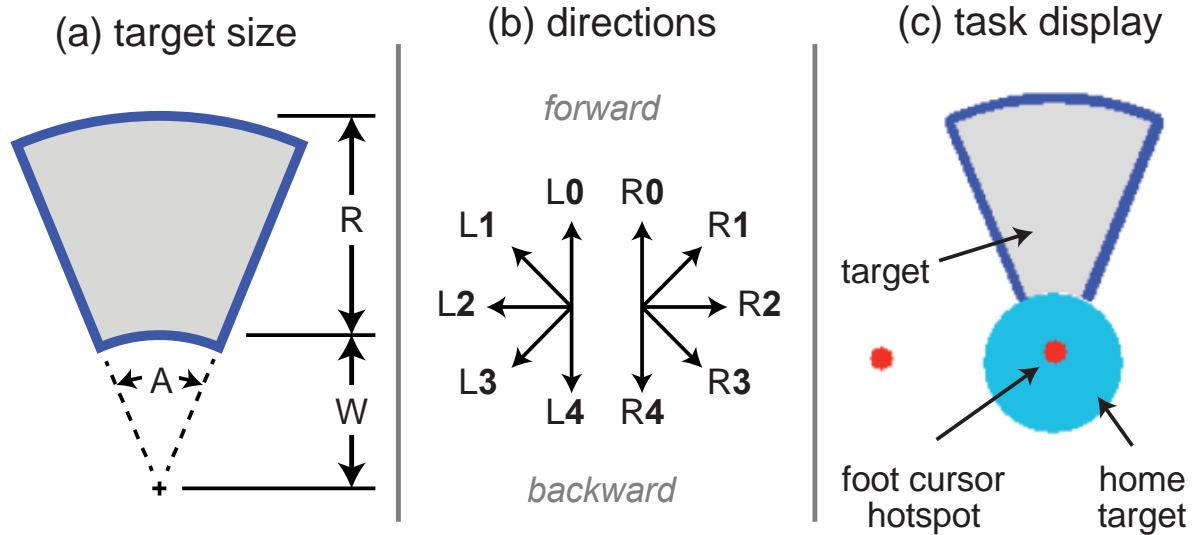 (a) target size
R
A
W
(b) directions
forward
L0
R0
L1
R1
L2
R2
L3
R3
L4
R4
backward
(c) task display
target
foot cursor
hotspot
home
target